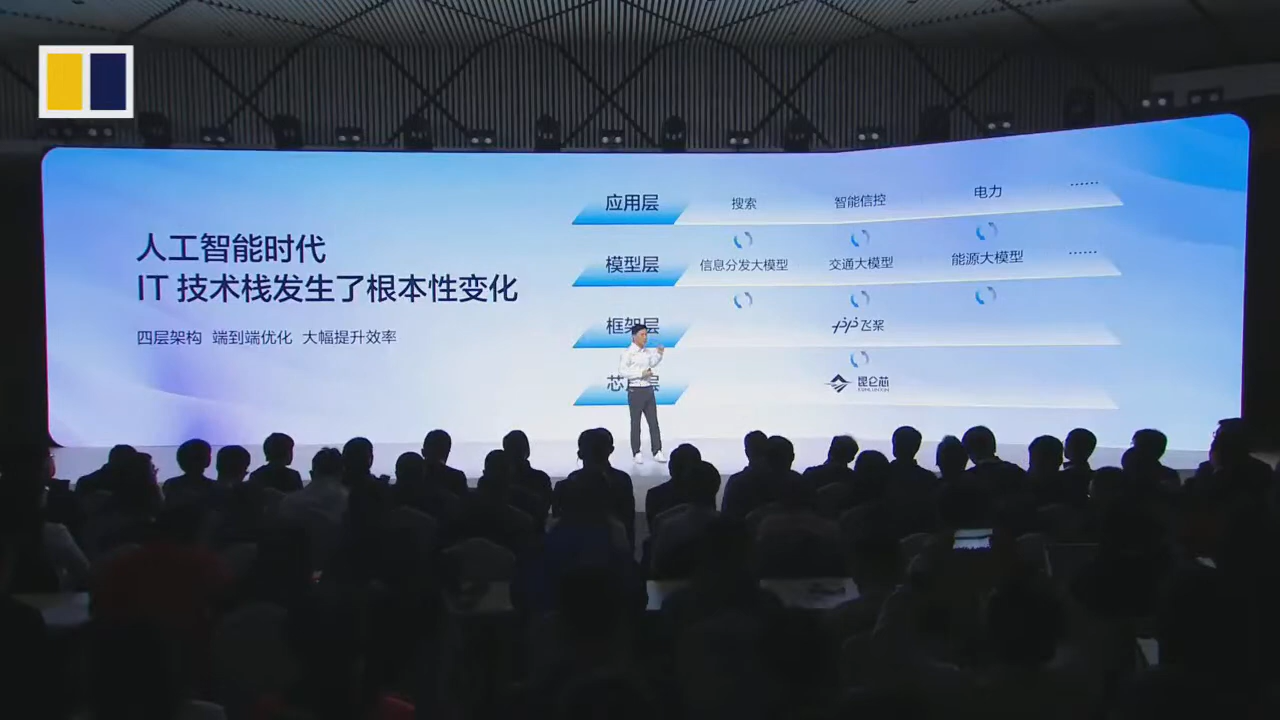 人工智能时代
IT 技术栈发生了根本性变化
四层架构 端到端优化 大幅提升效率
应用层 搜索 智能信控 电力 ……
模型层 信息分发大模型 交通大模型 能源大模型 ……
框架层 飞桨
芯 层 昆仑芯